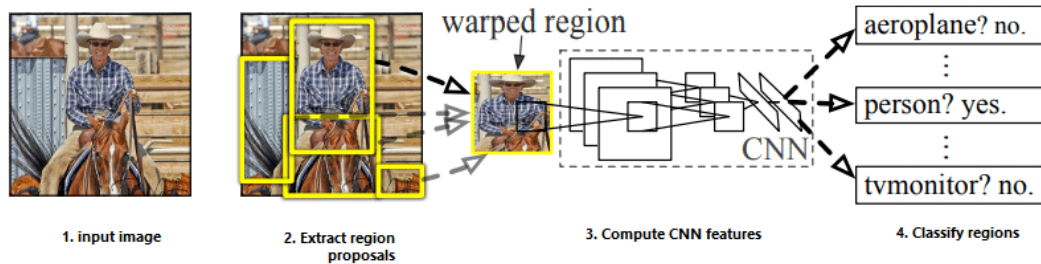 warped region
aeroplane? no.
⋮
person? yes.
⋮
tvmonitor? no.
CNN
1. input image
2. Extract region
proposals
3. Compute CNN features
4. Classify regions